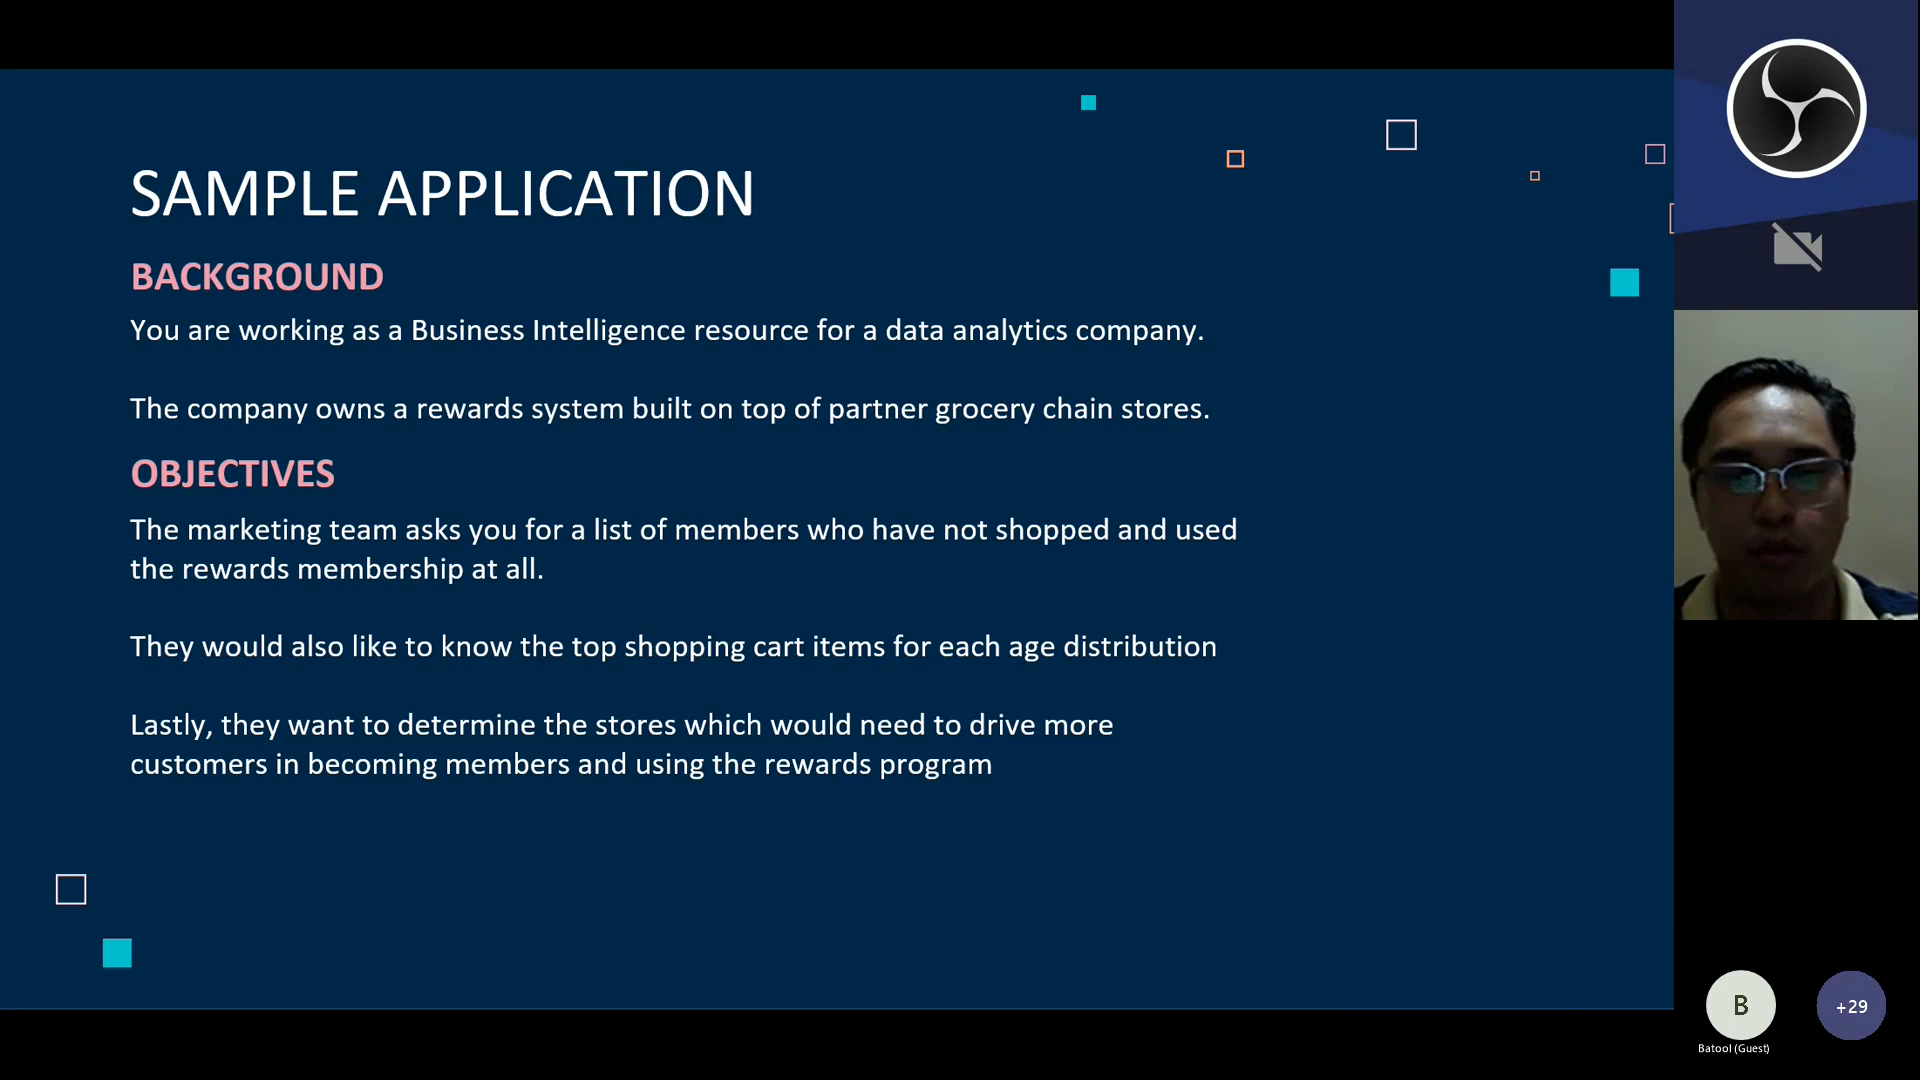 SAMPLE APPLICATION
BACKGROUND
You are working as a Business Intelligence resource for a data analytics company.
The company owns a rewards system built on top of partner grocery chain stores.
OBJECTIVES
The marketing team asks you for a list of members who have not shopped and used
the rewards membership at all.
They would also like to know the top shopping cart items for each age distribution
Lastly, they want to determine the stores which would need to drive more
customers in becoming members and using the rewards program
B
+29
Batool (Guest)